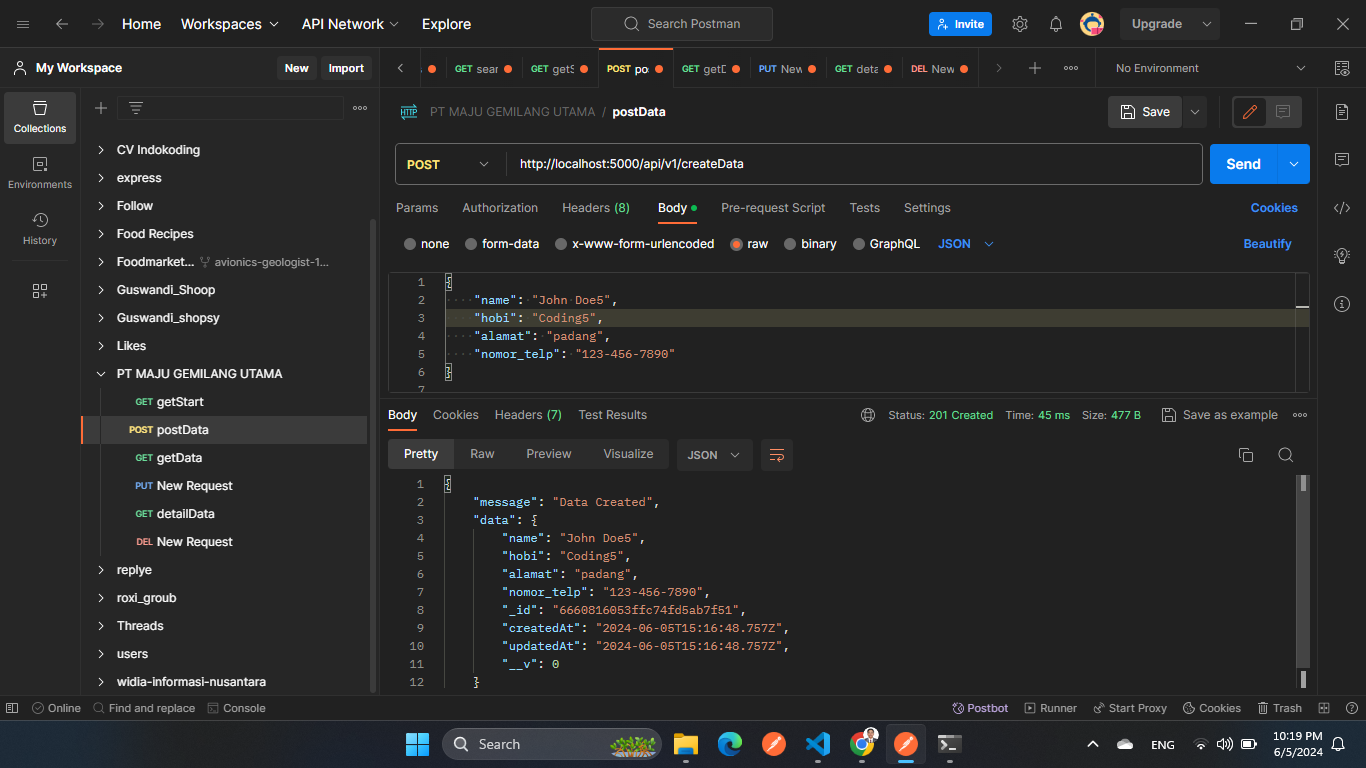 Home Workspaces API Network Explore Search Postman Invite Upgrade
My Workspace New Import
GET sear GET getS POST po GET getD PUT New GET deta DEL New No Environment
Collections
Environments
History
CV Indokoding
express
Follow
Food Recipes
Foodmarket... avionics-geologist-1...
Guswandi_Shoop
Guswandi_shopsy
Likes
PT MAJU GEMILANG UTAMA
GET getStart
POST postData
GET getData
PUT New Request
GET detailData
DEL New Request
replye
roxi_groub
Threads
users
widia-informasi-nusantara
HTTP PT MAJU GEMILANG UTAMA / postData Save
POST http://localhost:5000/api/v1/createData Send
Params Authorization Headers (8) Body Pre-request Script Tests Settings Cookies
none form-data x-www-form-urlencoded raw binary GraphQL JSON Beautify
1 {
2 "name": "John Doe5",
3 "hobi": "Coding5",
4 "alamat": "padang",
5 "nomor_telp": "123-456-7890"
6 }
7
Body Cookies Headers (7) Test Results Status: 201 Created Time: 45 ms Size: 477 B Save as example
Pretty Raw Preview Visualize JSON
1 {
2 "message": "Data Created",
3 "data": {
4 "name": "John Doe5",
5 "hobi": "Coding5",
6 "alamat": "padang",
7 "nomor_telp": "123-456-7890",
8 "_id": "6660816053ffc74fd5ab7f51",
9 "createdAt": "2024-06-05T15:16:48.757Z",
10 "updatedAt": "2024-06-05T15:16:48.757Z",
11 "__v": 0
12 }
Online Find and replace Console Postbot Runner Start Proxy Cookies Trash
Search ENG 10:19 PM
6/5/2024